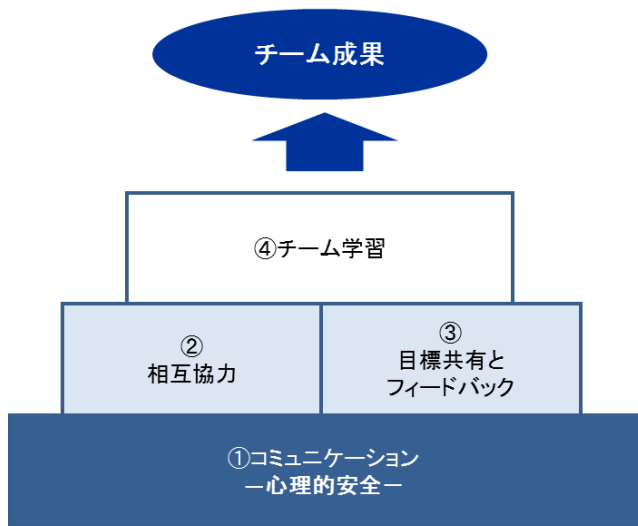 チーム成果
④チーム学習
②
相互協力
③
目標共有と
フィードバック
①コミュニケーション
―心理的安全―